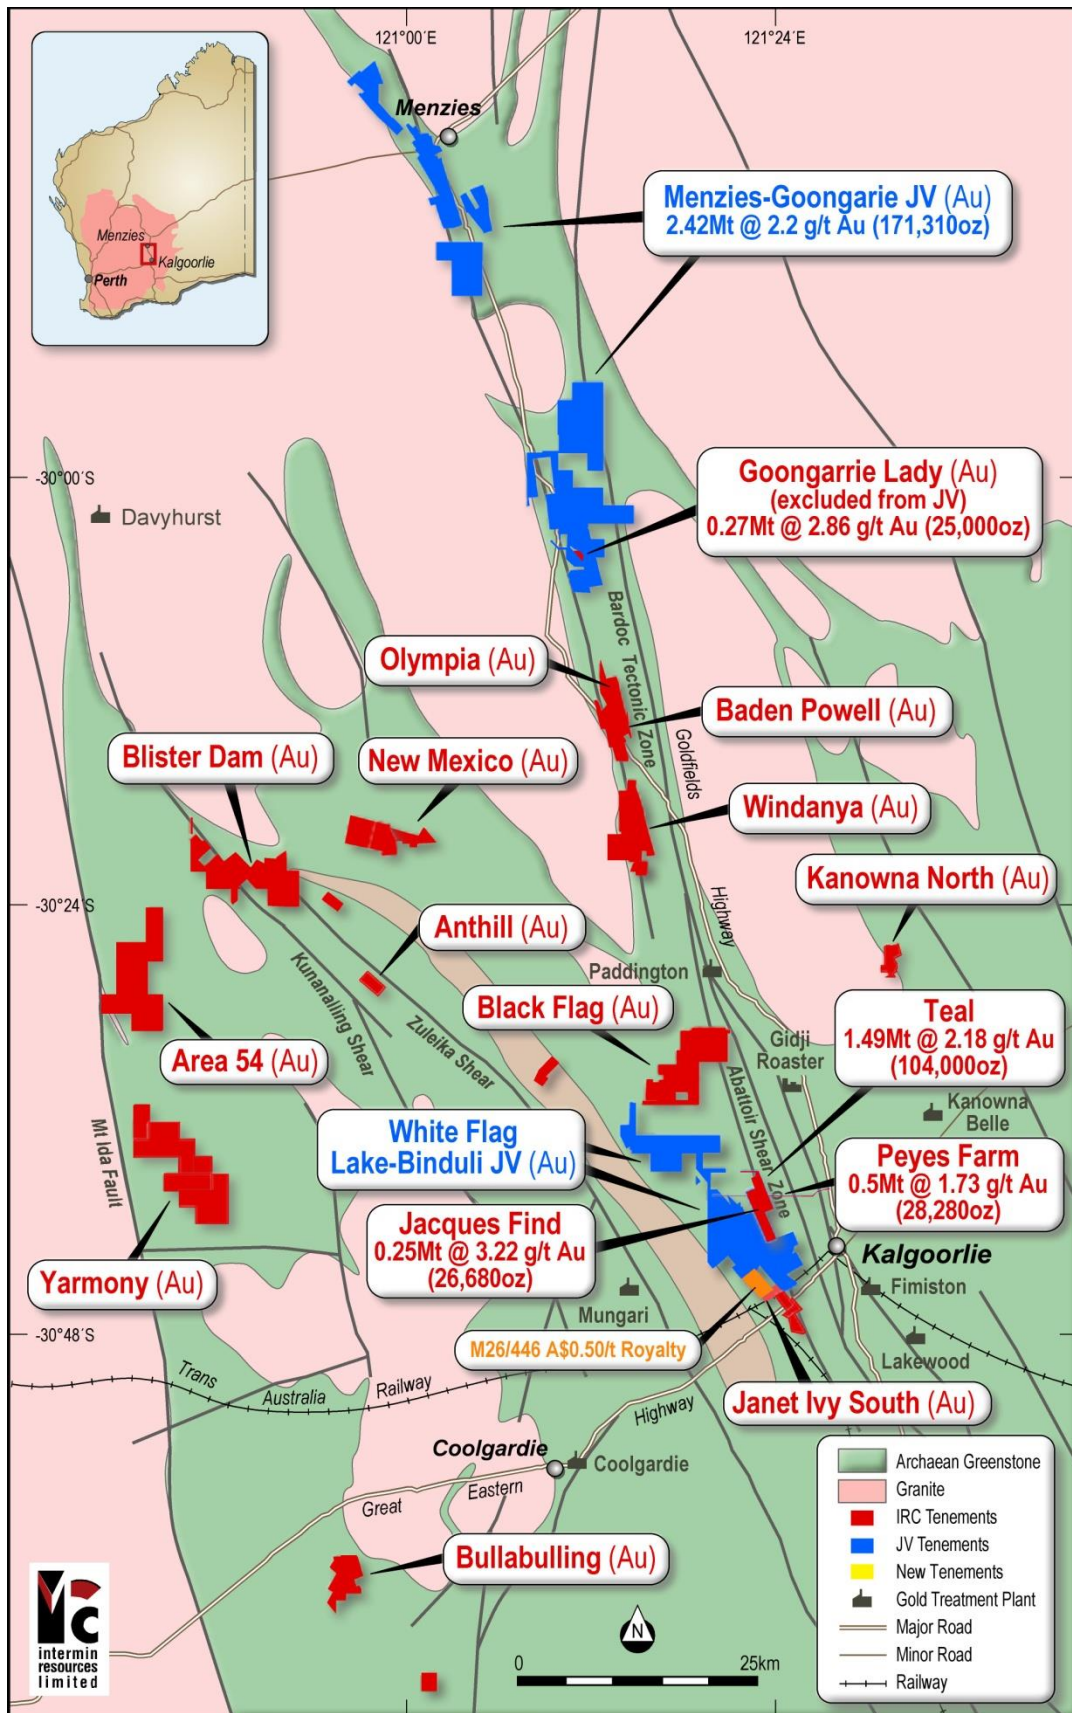 121°00´E
121°24´E
Menzies
Menzies
Kalgoorlie
Perth
Menzies-Goongarie JV (Au)
2.42Mt @ 2.2 g/t Au (171,310oz)
-30°00´S
Davyhurst
Goongarrie Lady (Au)
(excluded from JV)
0.27Mt @ 2.86 g/t Au (25,000oz)
Bardoc Tectonic Zone
Olympia (Au)
Baden Powell (Au)
Goldfields
Highway
Blister Dam (Au)
New Mexico (Au)
Windanya (Au)
Kanowna North (Au)
-30°24´S
Anthill (Au)
Kunanalling Shear
Zuleika Shear
Paddington
Black Flag (Au)
Teal
1.49Mt @ 2.18 g/t Au
(104,000oz)
Gidji
Roaster
Area 54 (Au)
Abattoir Shear Zone
Kanowna
Belle
Mt Ida Fault
White Flag
Lake-Binduli JV (Au)
Peyes Farm
0.5Mt @ 1.73 g/t Au
(28,280oz)
Jacques Find
0.25Mt @ 3.22 g/t Au
(26,680oz)
Kalgoorlie
Yarmony (Au)
Mungari
Fimiston
-30°48´S
M26/446 A$0.50/t Royalty
Lakewood
Trans
Australia
Railway
Janet Ivy South (Au)
Highway
Coolgardie
Coolgardie
Great
Eastern
Bullabulling (Au)
Archaean Greenstone
Granite
IRC Tenements
JV Tenements
New Tenements
Gold Treatment Plant
Major Road
Minor Road
Railway
N
0
25km
intermin
resources
limited